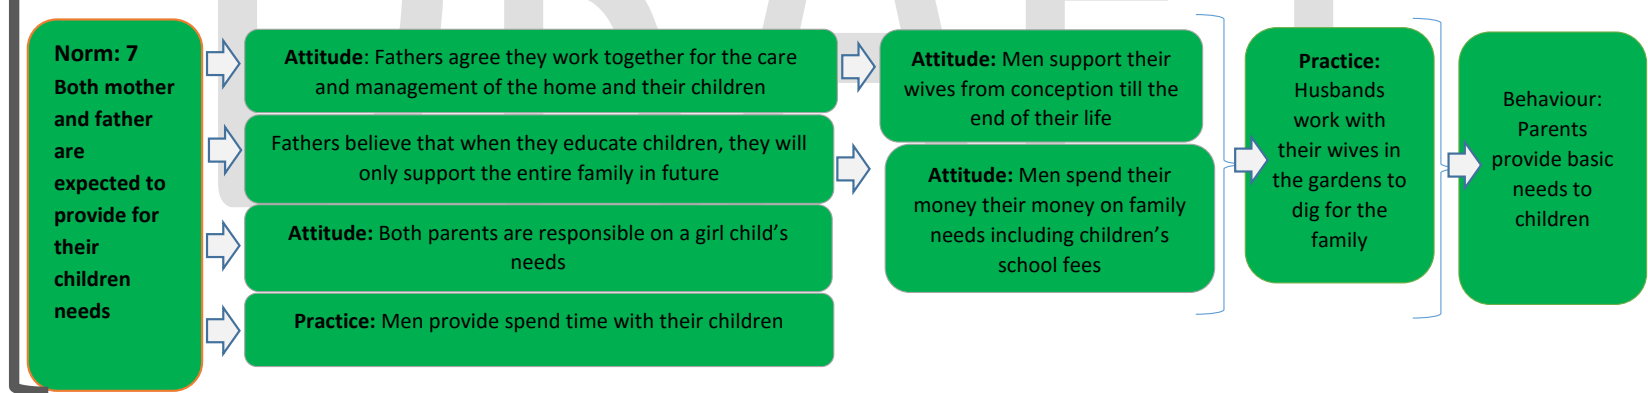 Norm: 7
Both mother
and father
are
expected to
provide for
their
children
needs
Attitude: Fathers agree they work together for the care
and management of the home and their children
Fathers believe that when they educate children, they will
only support the entire family in future
Attitude: Both parents are responsible on a girl child's
needs
Practice: Men provide spend time with their children
Attitude: Men support their
wives from conception till the
end of their life
Attitude: Men spend their
money their money on family
needs including children's
school fees
Practice:
Husbands
work with
their wives in
the gardens to
dig for the
family
Behaviour:
Parents
provide basic
needs to
children